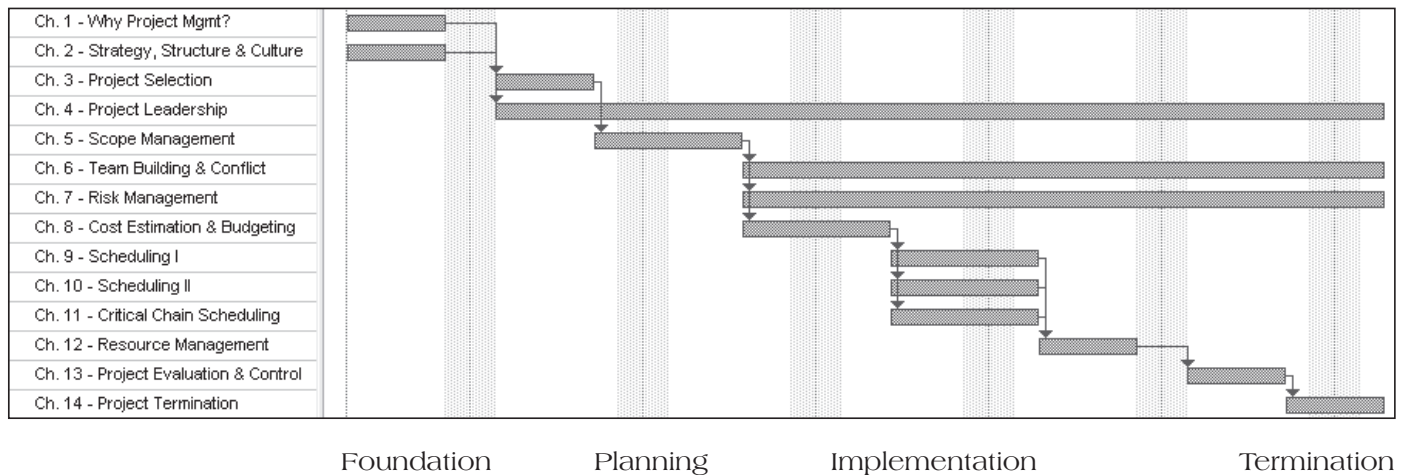 Ch. 1 - Why Project Mgmt?
Ch. 2 - Strategy, Structure & Culture
Ch. 3 - Project Selection
Ch. 4 - Project Leadership
Ch. 5 - Scope Management
Ch. 6 - Team Building & Conflict
Ch. 7 - Risk Management
Ch. 8 - Cost Estimation & Budgeting
Ch. 9 - Scheduling I
Ch. 10 - Scheduling II
Ch. 11 - Critical Chain Scheduling
Ch. 12 - Resource Management
Ch. 13 - Project Evaluation & Control
Ch. 14 - Project Termination
Foundation Planning Implementation Termination